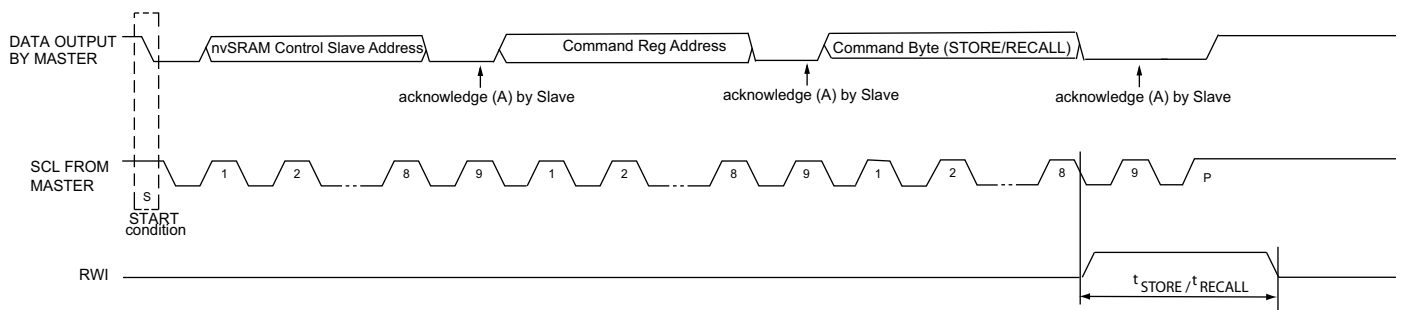 DATA OUTPUT
BY MASTER
nvSRAM Control Slave Address
Command Reg Address
Command Byte (STORE/RECALL)
acknowledge (A) by Slave
acknowledge (A) by Slave
acknowledge (A) by Slave
SCL FROM
MASTER
S
1 2 8 9 1 2 8 9 1 2 8 9 P
START
condition
RWI
t STORE / t RECALL